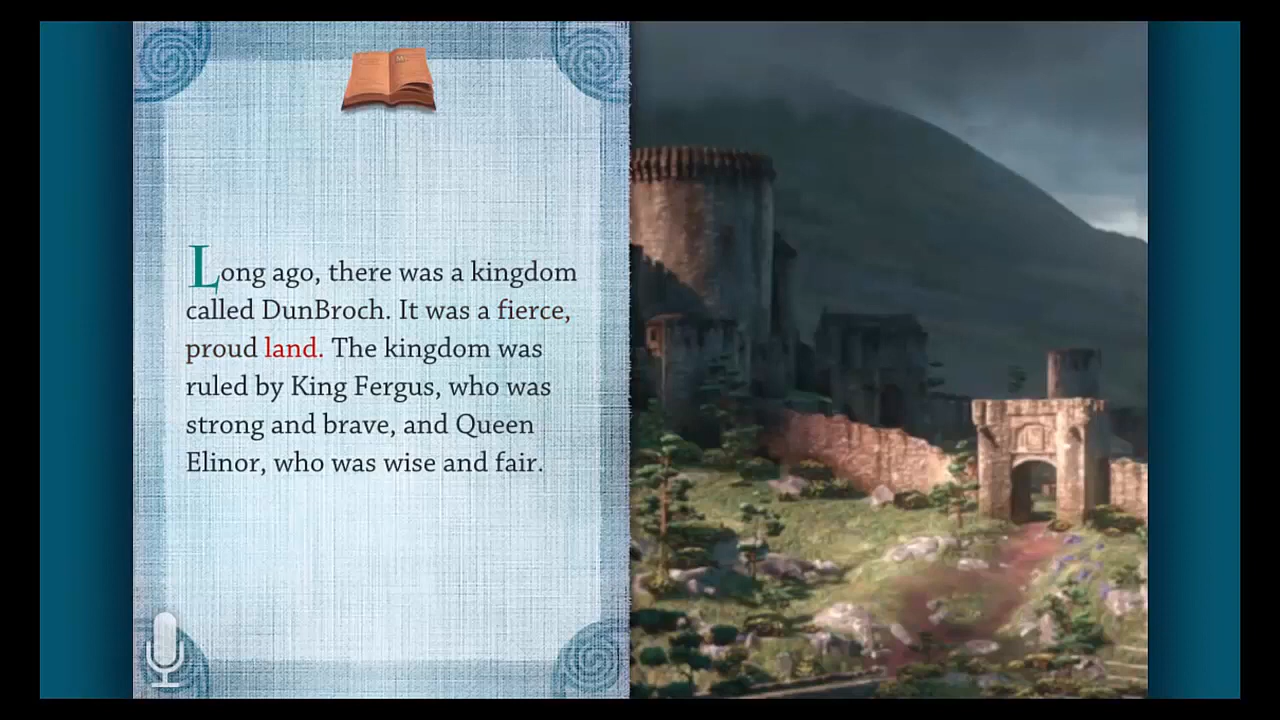 Long ago, there was a kingdom
called DunBroch. It was a fierce,
proud land. The kingdom was
ruled by King Fergus, who was
strong and brave, and Queen
Elinor, who was wise and fair.